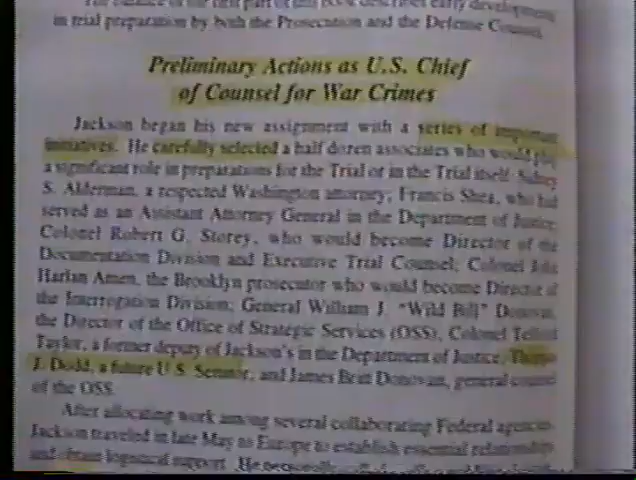 in trial preparation by both the Prosecution and the Defense Counsel.
Preliminary Actions as U.S. Chief
of Counsel for War Crimes
Jackson began his new assignment with a series of important
initiatives. He carefully selected a half dozen associates who would play
a significant role in preparations for the Trial or in the Trial itself: Sidney
S. Alderman, a respected Washington attorney; Francis Shea, who had
served as an Assistant Attorney General in the Department of Justice;
Colonel Robert G. Storey, who would become Director of the
Documentation Division and Executive Trial Counsel; Colonel John
Harlan Amen, the Brooklyn prosecutor who would become Director of
the Interrogation Division; General William J. "Wild Bill" Donovan,
the Director of the Office of Strategic Services (OSS); Colonel Telford
Taylor, a former deputy of Jackson's in the Department of Justice; Thomas
J. Dodd, a future U.S. Senator; and James Britt Donovan, general counsel
of the OSS.
After allocating work among several collaborating Federal agencies
Jackson traveled in late May to Europe to establish essential relationships
and obtain logistical support. He